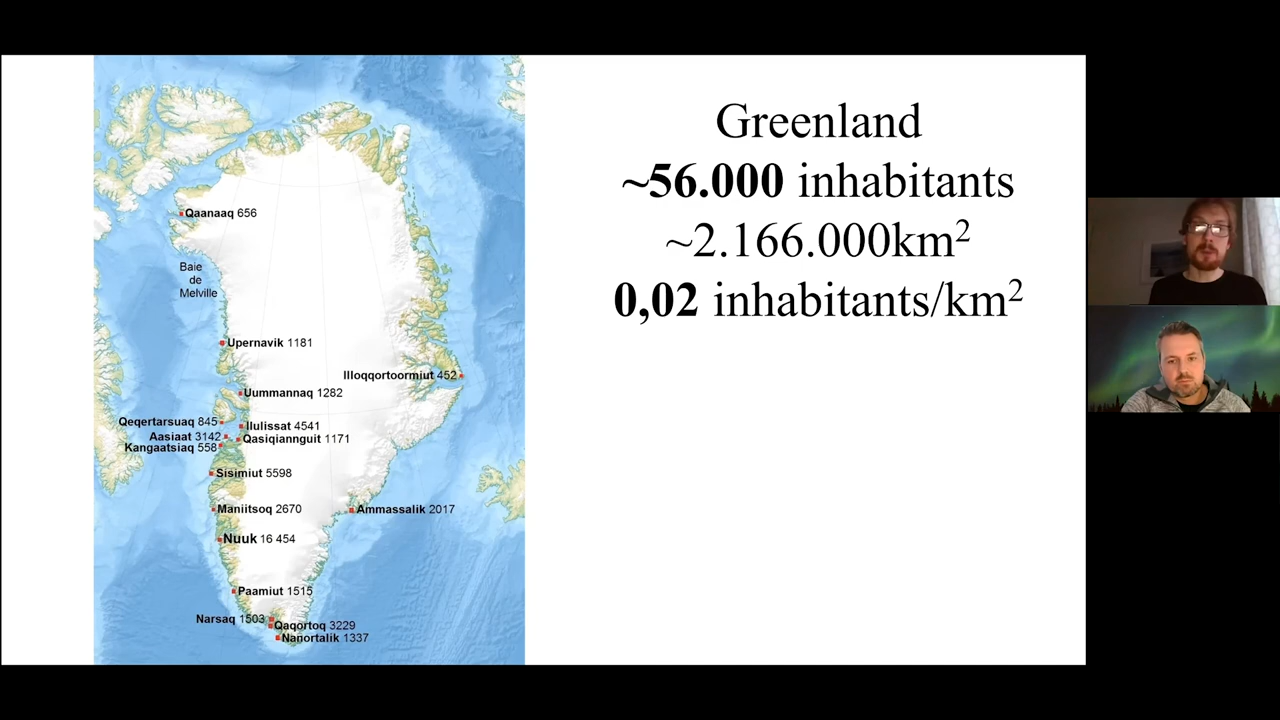 Greenland
~56.000 inhabitants
~2.166.000km²
0,02 inhabitants/km²
Qaanaaq 656
Baie
de
Melville
Upernavik 1181
Illoqqortoormiut 452
Uummannaq 1282
Qeqertarsuaq 845
Ilulissat 4541
Aasiaat 3142
Qasiqiannguit 1171
Kangaatsiaq 558
Sisimiut 5598
Maniitsoq 2670
Ammassalik 2017
Nuuk 16 454
Paamiut 1515
Narsaq 1503
Qaqortoq 3229
Nanortalik 1337